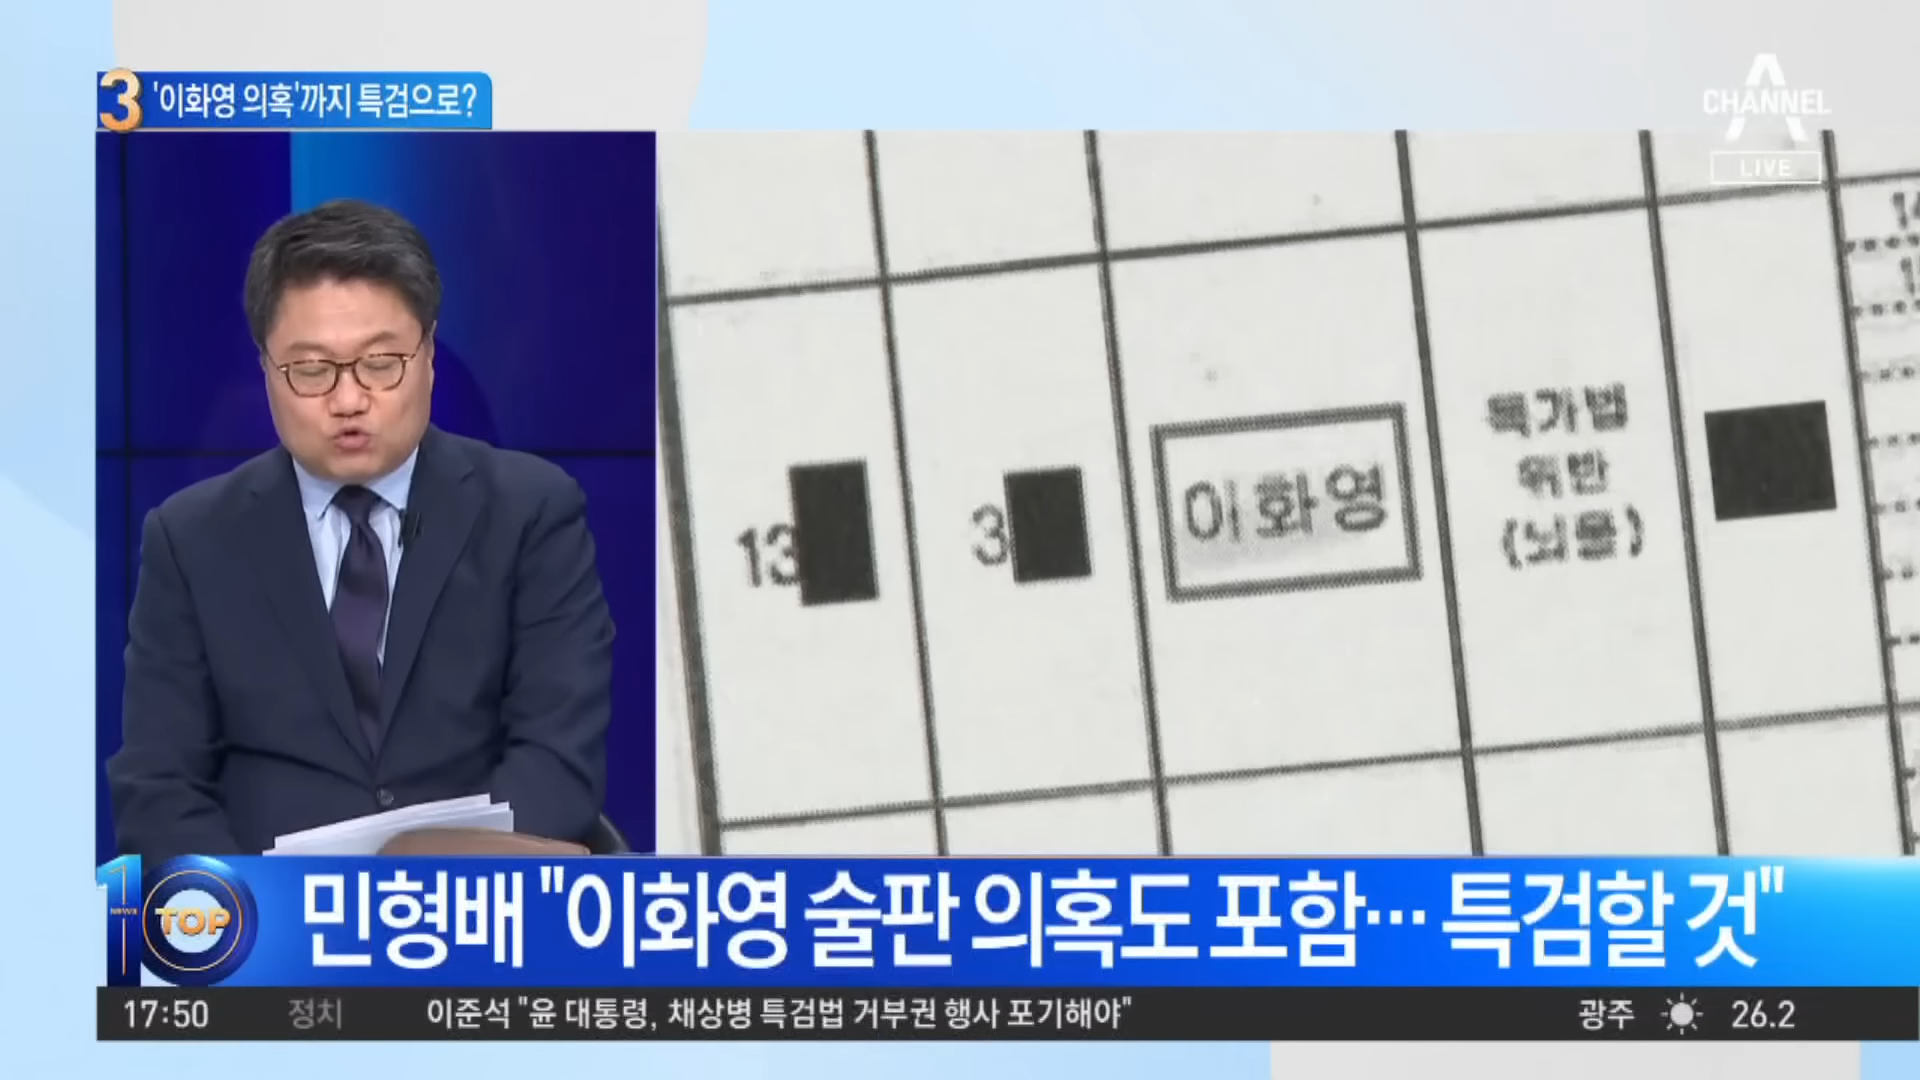 3 '이화영 의혹'까지 특검으로?
CHANNEL A
LIVE
13
3
이화영
특가법
위반
(뇌물)
NEWS TOP 10
민형배 "이화영 술판 의혹도 포함… 특검할 것"
17:50 정치 이준석 "윤 대통령, 채상병 특검법 거부권 행사 포기해야" 광주 26.2